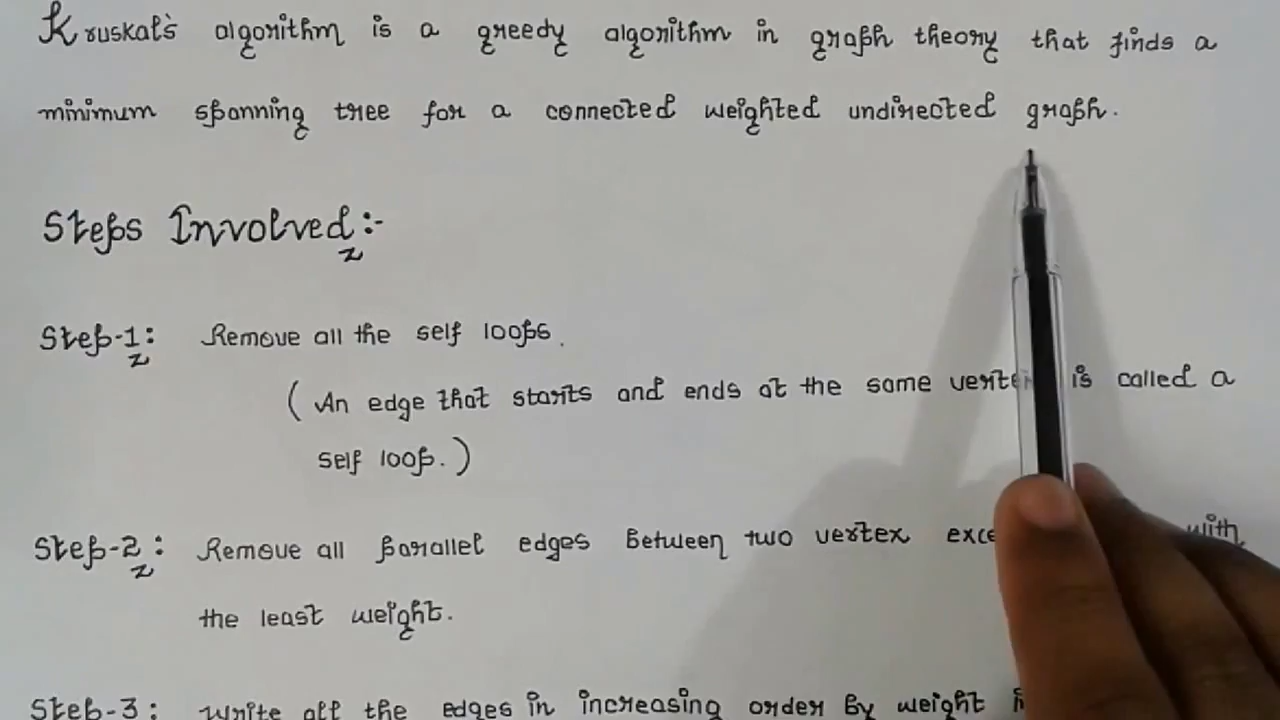 Kruskal's algorithm is a greedy algorithm in graph theory that finds a
minimum spanning tree for a connected weighted undirected graph.
Steps Involved:-
Step-1: Remove all the self loops.
(An edge that starts and ends at the same is called a
self loop.)
Step-2: Remove all parallel edges between two vertex with
the least weight.
Step-3: Write all the edges in increasing order by weight